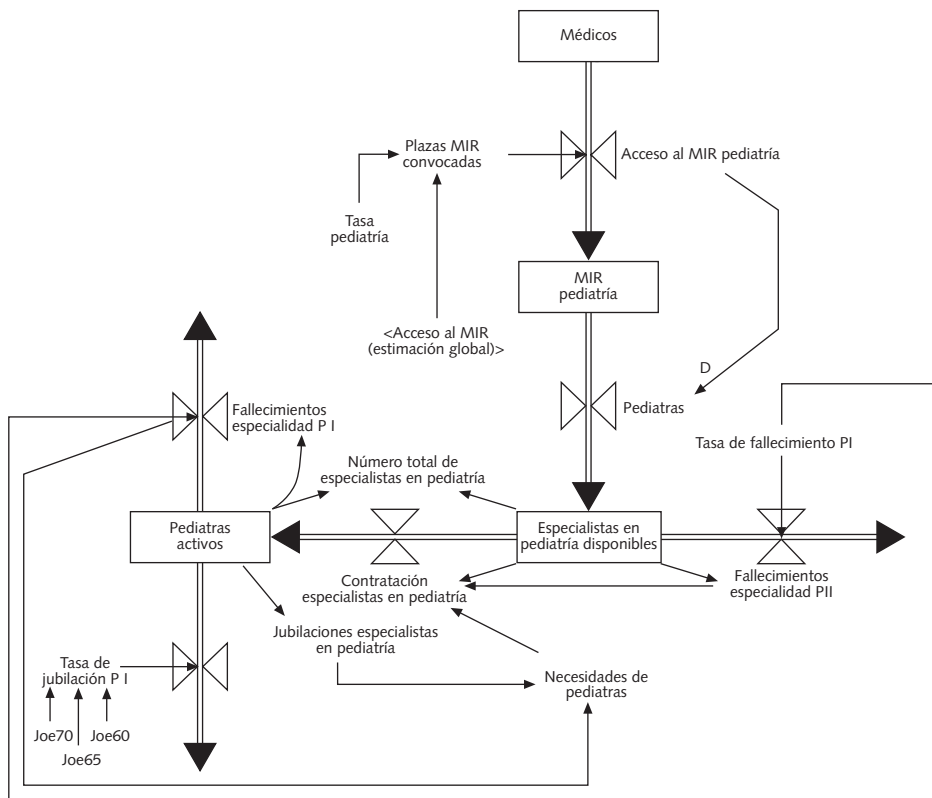 Médicos
Plazas MIR
convocadas
Acceso al MIR pediatría
Tasa
pediatría
MIR
pediatría
<Acceso al MIR
(estimación global)>
D
Pediatras
Fallecimientos
especialidad P I
Tasa de fallecimiento PI
Número total de
especialistas en pediatría
Pediatras
activos
Especialistas en
pediatría disponibles
Contratación
especialistas en pediatría
Fallecimientos
especialidad PII
Jubilaciones especialistas
en pediatría
Tasa de
jubilación P I
Necesidades de
pediatras
Joe70
Joe60
Joe65